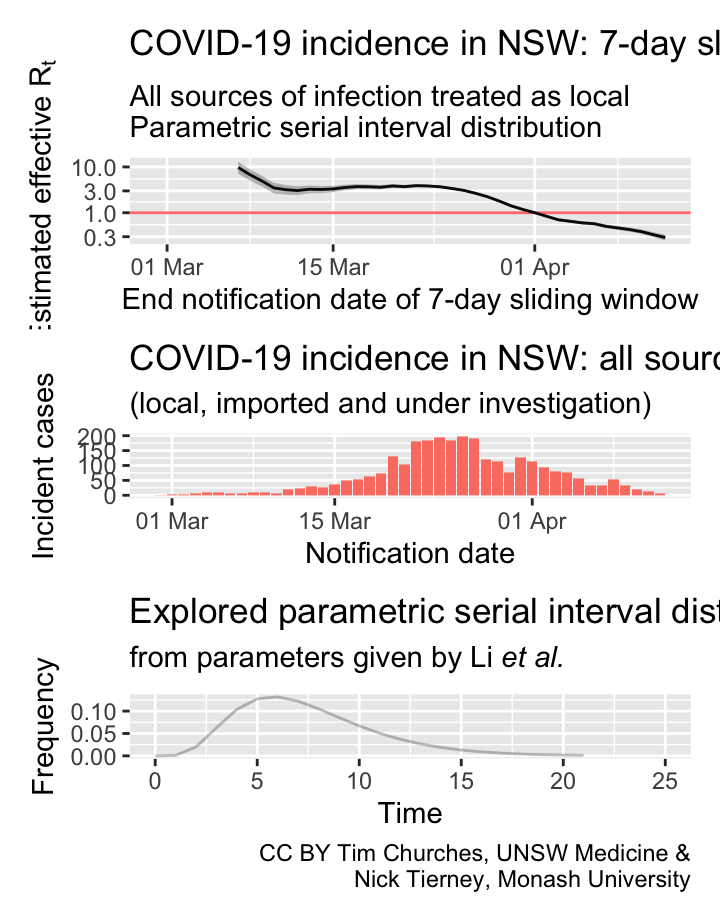 COVID-19 incidence in NSW: 7-day sl
All sources of infection treated as local
Parametric serial interval distribution
stimated effective Rt
10.0
3.0
1.0
0.3
01 Mar 15 Mar 01 Apr
End notification date of 7-day sliding window
COVID-19 incidence in NSW: all sourc
(local, imported and under investigation)
Incident cases
200
150
100
50
0
01 Mar 15 Mar 01 Apr
Notification date
Explored parametric serial interval dist
from parameters given by Li et al.
Frequency
0.10
0.05
0.00
0 5 10 15 20 25
Time
CC BY Tim Churches, UNSW Medicine &
Nick Tierney, Monash University